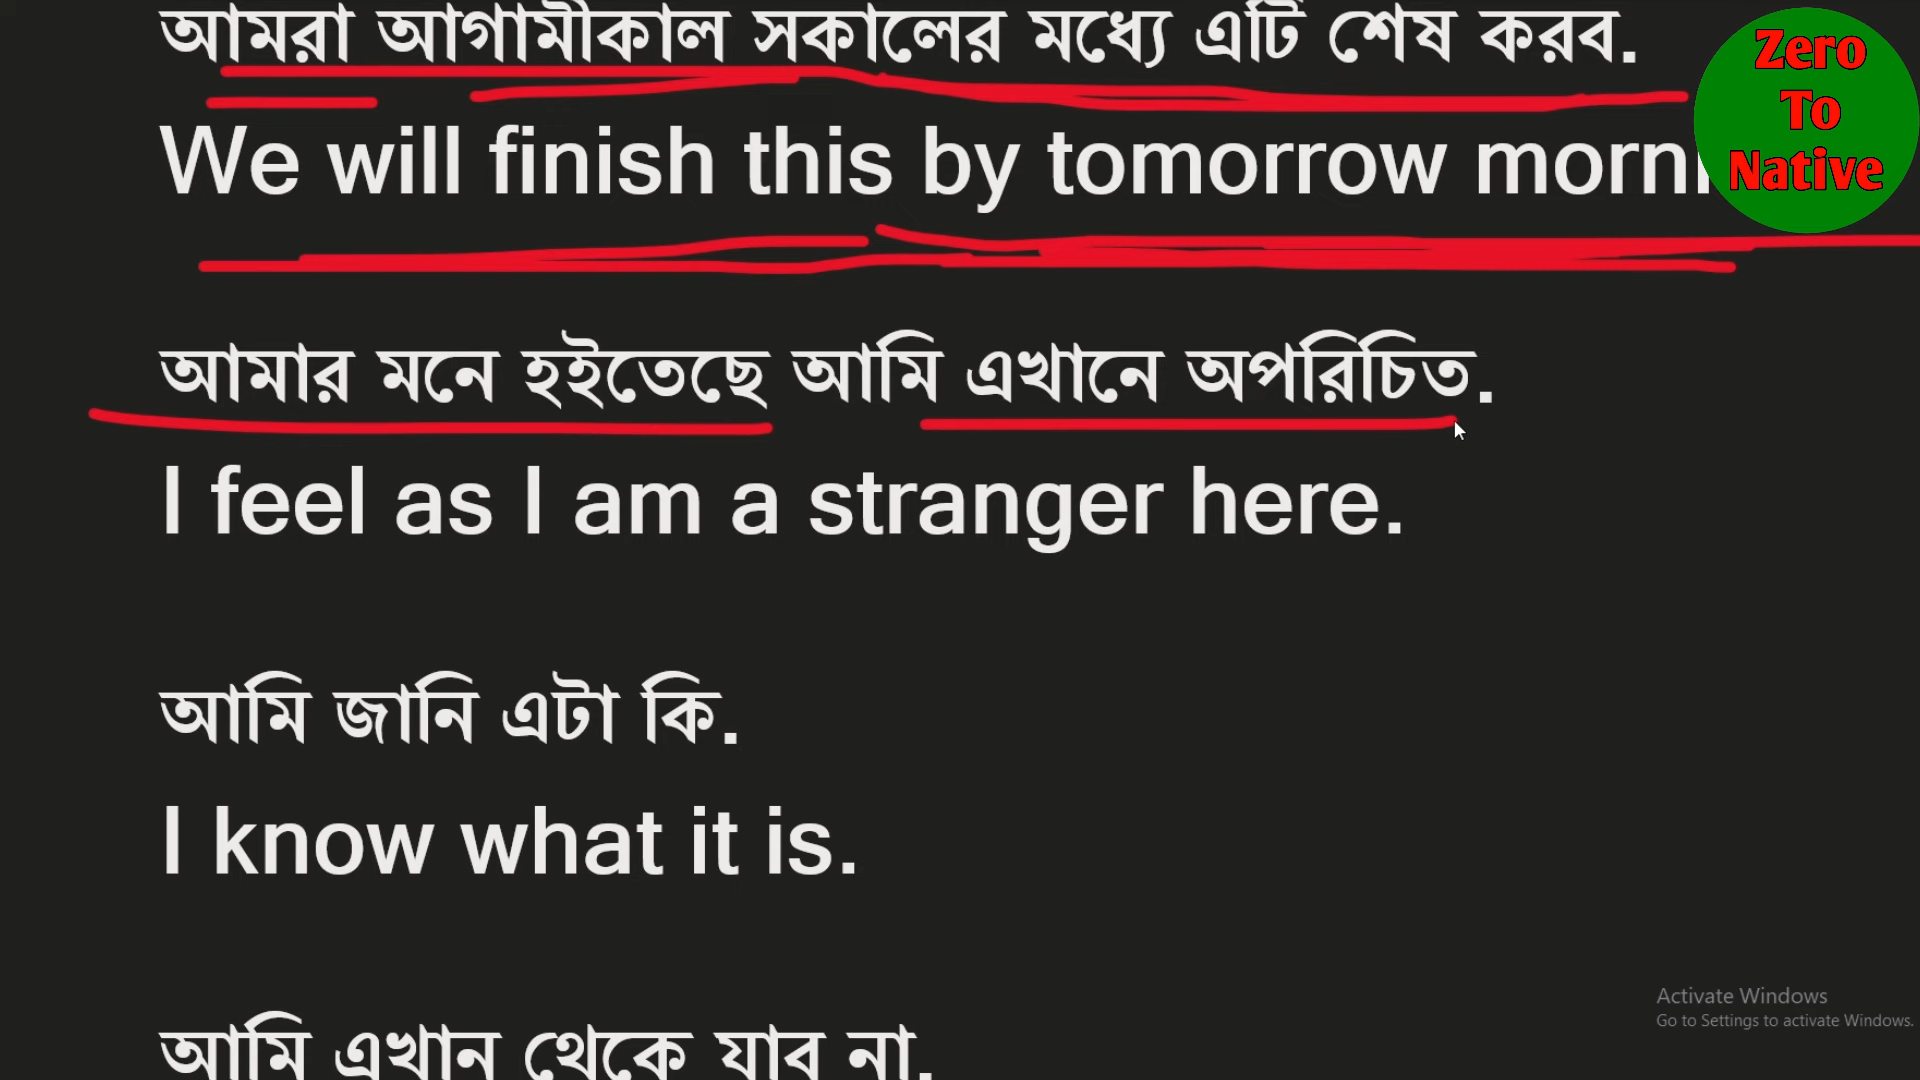 আমরা আগামীকাল সকালের মধ্যে এটি শেষ করব.
Zero
To
Native
We will finish this by tomorrow morni
আমার মনে হইতেছে আমি এখানে অপরিচিত.
I feel as I am a stranger here.
আমি জানি এটা কি.
I know what it is.
Activate Windows
Go to Settings to activate Windows.
আমি এখান থেকে যাব না.